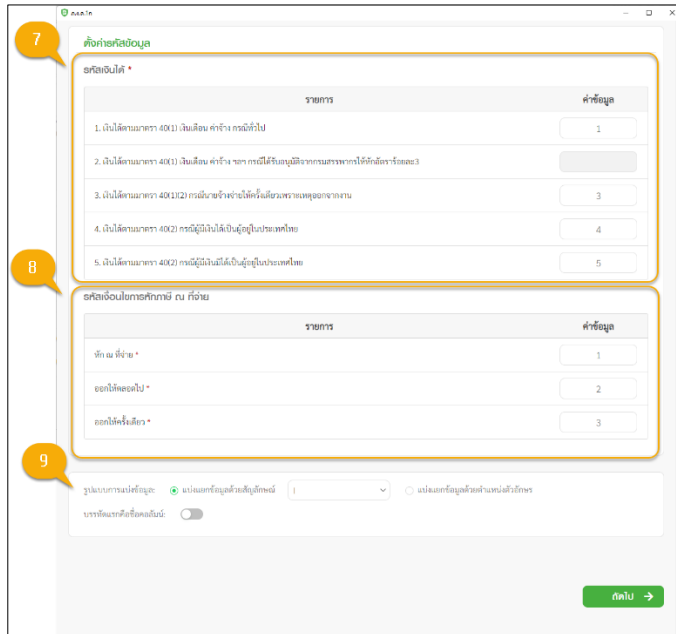 ภ.ง.ด.1ก
7
ตั้งค่ารหัสข้อมูล
รหัสเงินได้ *
รายการ ค่าข้อมูล
1. เงินได้ตามมาตรา 40(1) เงินเดือน ค่าจ้าง กรณีทั่วไป 1
2. เงินได้ตามมาตรา 40(1) เงินเดือน ค่าจ้าง ฯลฯ กรณีได้รับอนุมัติจากกรมสรรพากรให้หักอัตราร้อยละ3
3. เงินได้ตามมาตรา 40(1)(2) กรณีนายจ้างจ่ายให้ครั้งเดียวเพราะเหตุออกจากงาน 3
4. เงินได้ตามมาตรา 40(2) กรณีผู้มีเงินได้เป็นผู้อยู่ในประเทศไทย 4
5. เงินได้ตามมาตรา 40(2) กรณีผู้มีเงินมิได้เป็นผู้อยู่ในประเทศไทย 5
8
รหัสเงื่อนไขการหักภาษี ณ ที่จ่าย
รายการ ค่าข้อมูล
หัก ณ ที่จ่าย * 1
ออกให้ตลอดไป * 2
ออกให้ครั้งเดียว * 3
9
รูปแบบการแบ่งข้อมูล: แบ่งแยกข้อมูลด้วยสัญลักษณ์ | แบ่งแยกข้อมูลด้วยตำแหน่งตัวอักษร
บรรทัดแรกคือชื่อคอลัมน์:
ถัดไป →